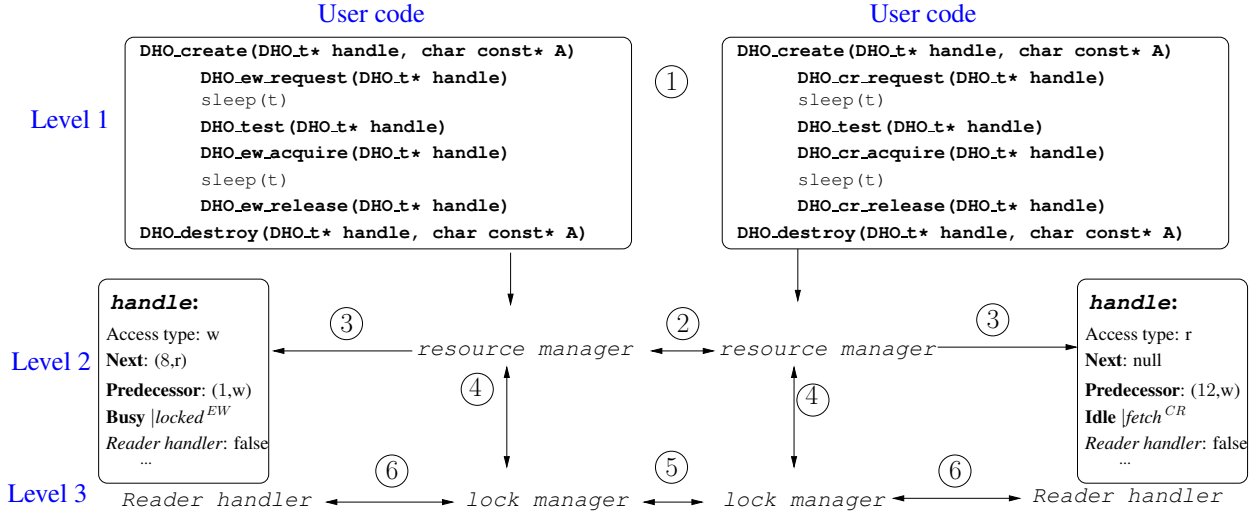 User code
User code
DHO_create(DHO_t* handle, char const* A)
DHO_ew_request(DHO_t* handle)
sleep(t)
DHO_test(DHO_t* handle)
DHO_ew_acquire(DHO_t* handle)
sleep(t)
DHO_ew_release(DHO_t* handle)
DHO_destroy(DHO_t* handle, char const* A)
1
DHO_create(DHO_t* handle, char const* A)
DHO_cr_request(DHO_t* handle)
sleep(t)
DHO_test(DHO_t* handle)
DHO_cr_acquire(DHO_t* handle)
sleep(t)
DHO_cr_release(DHO_t* handle)
DHO_destroy(DHO_t* handle, char const* A)
Level 1
Level 2
handle:
Access type: w
Next: (8,r)
Predecessor: (1,w)
Busy |locked^EW
Reader handler: false
...
3
resource manager
2
resource manager
3
handle:
Access type: r
Next: null
Predecessor: (12,w)
Idle |fetch^CR
Reader handler: false
...
4
4
Level 3
Reader handler
6
lock manager
5
lock manager
6
Reader handler